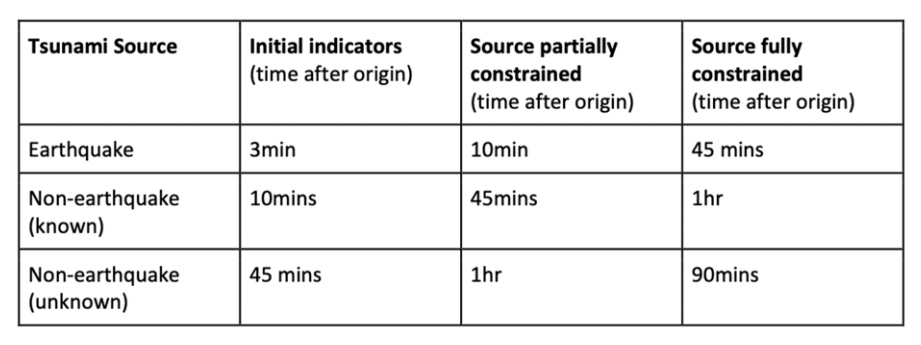 Tsunami Source
Initial indicators
(time after origin)
Source partially
constrained
(time after origin)
Source fully
constrained
(time after origin)
Earthquake
3min
10min
45 mins
Non-earthquake
(known)
10mins
45mins
1hr
Non-earthquake
(unknown)
45 mins
1hr
90mins